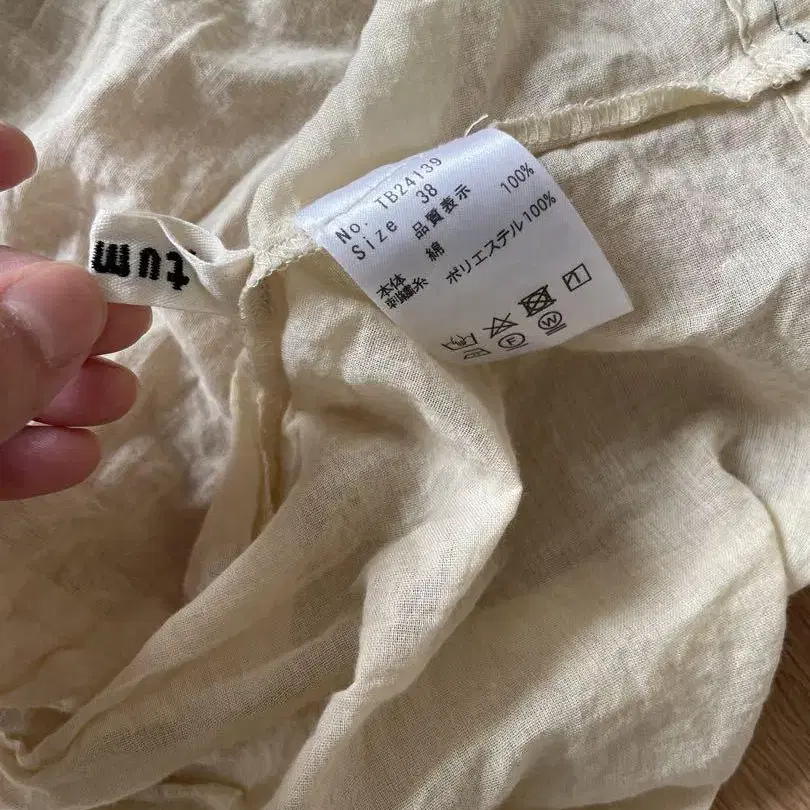 tum
No. TB24139
Size 38
品質表示
本体 綿 100%
刺繍糸 ポリエステル100%
F W